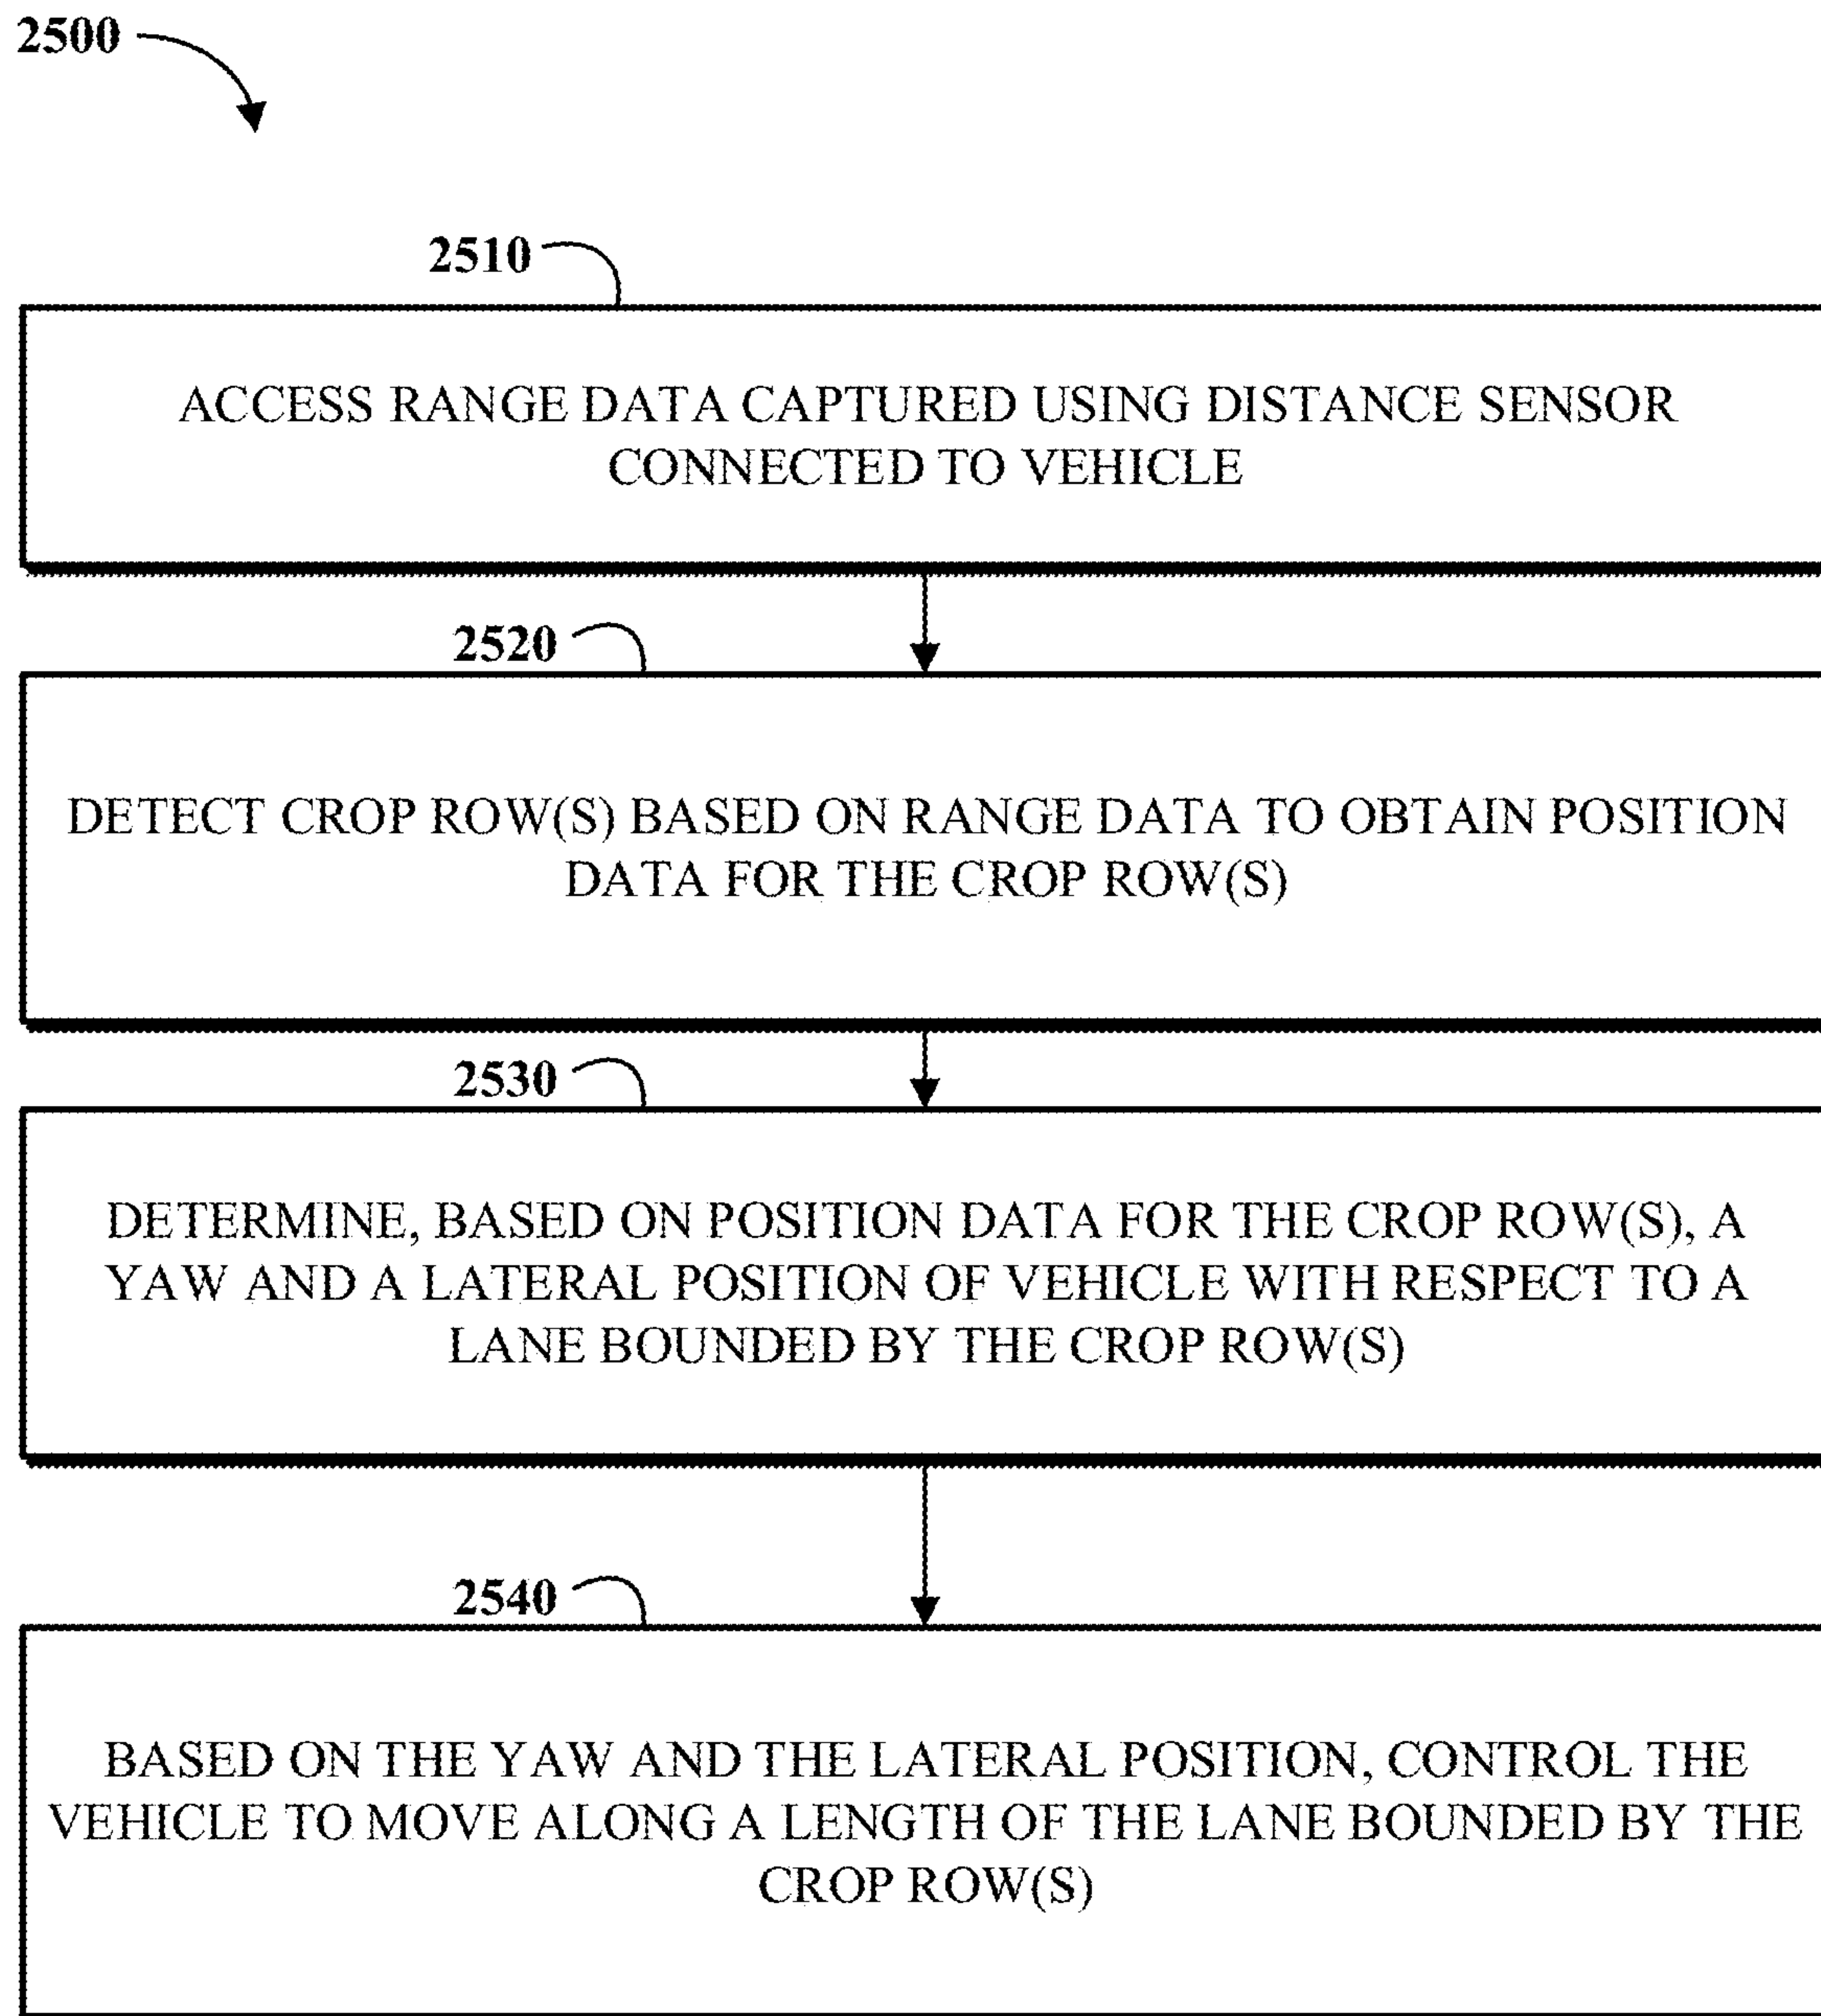 2500
2510
ACCESS RANGE DATA CAPTURED USING DISTANCE SENSOR
CONNECTED TO VEHICLE
2520
DETECT CROP ROW(S) BASED ON RANGE DATA TO OBTAIN POSITION
DATA FOR THE CROP ROW(S)
2530
DETERMINE, BASED ON POSITION DATA FOR THE CROP ROW(S), A
YAW AND A LATERAL POSITION OF VEHICLE WITH RESPECT TO A
LANE BOUNDED BY THE CROP ROW(S)
2540
BASED ON THE YAW AND THE LATERAL POSITION, CONTROL THE
VEHICLE TO MOVE ALONG A LENGTH OF THE LANE BOUNDED BY THE
CROP ROW(S)